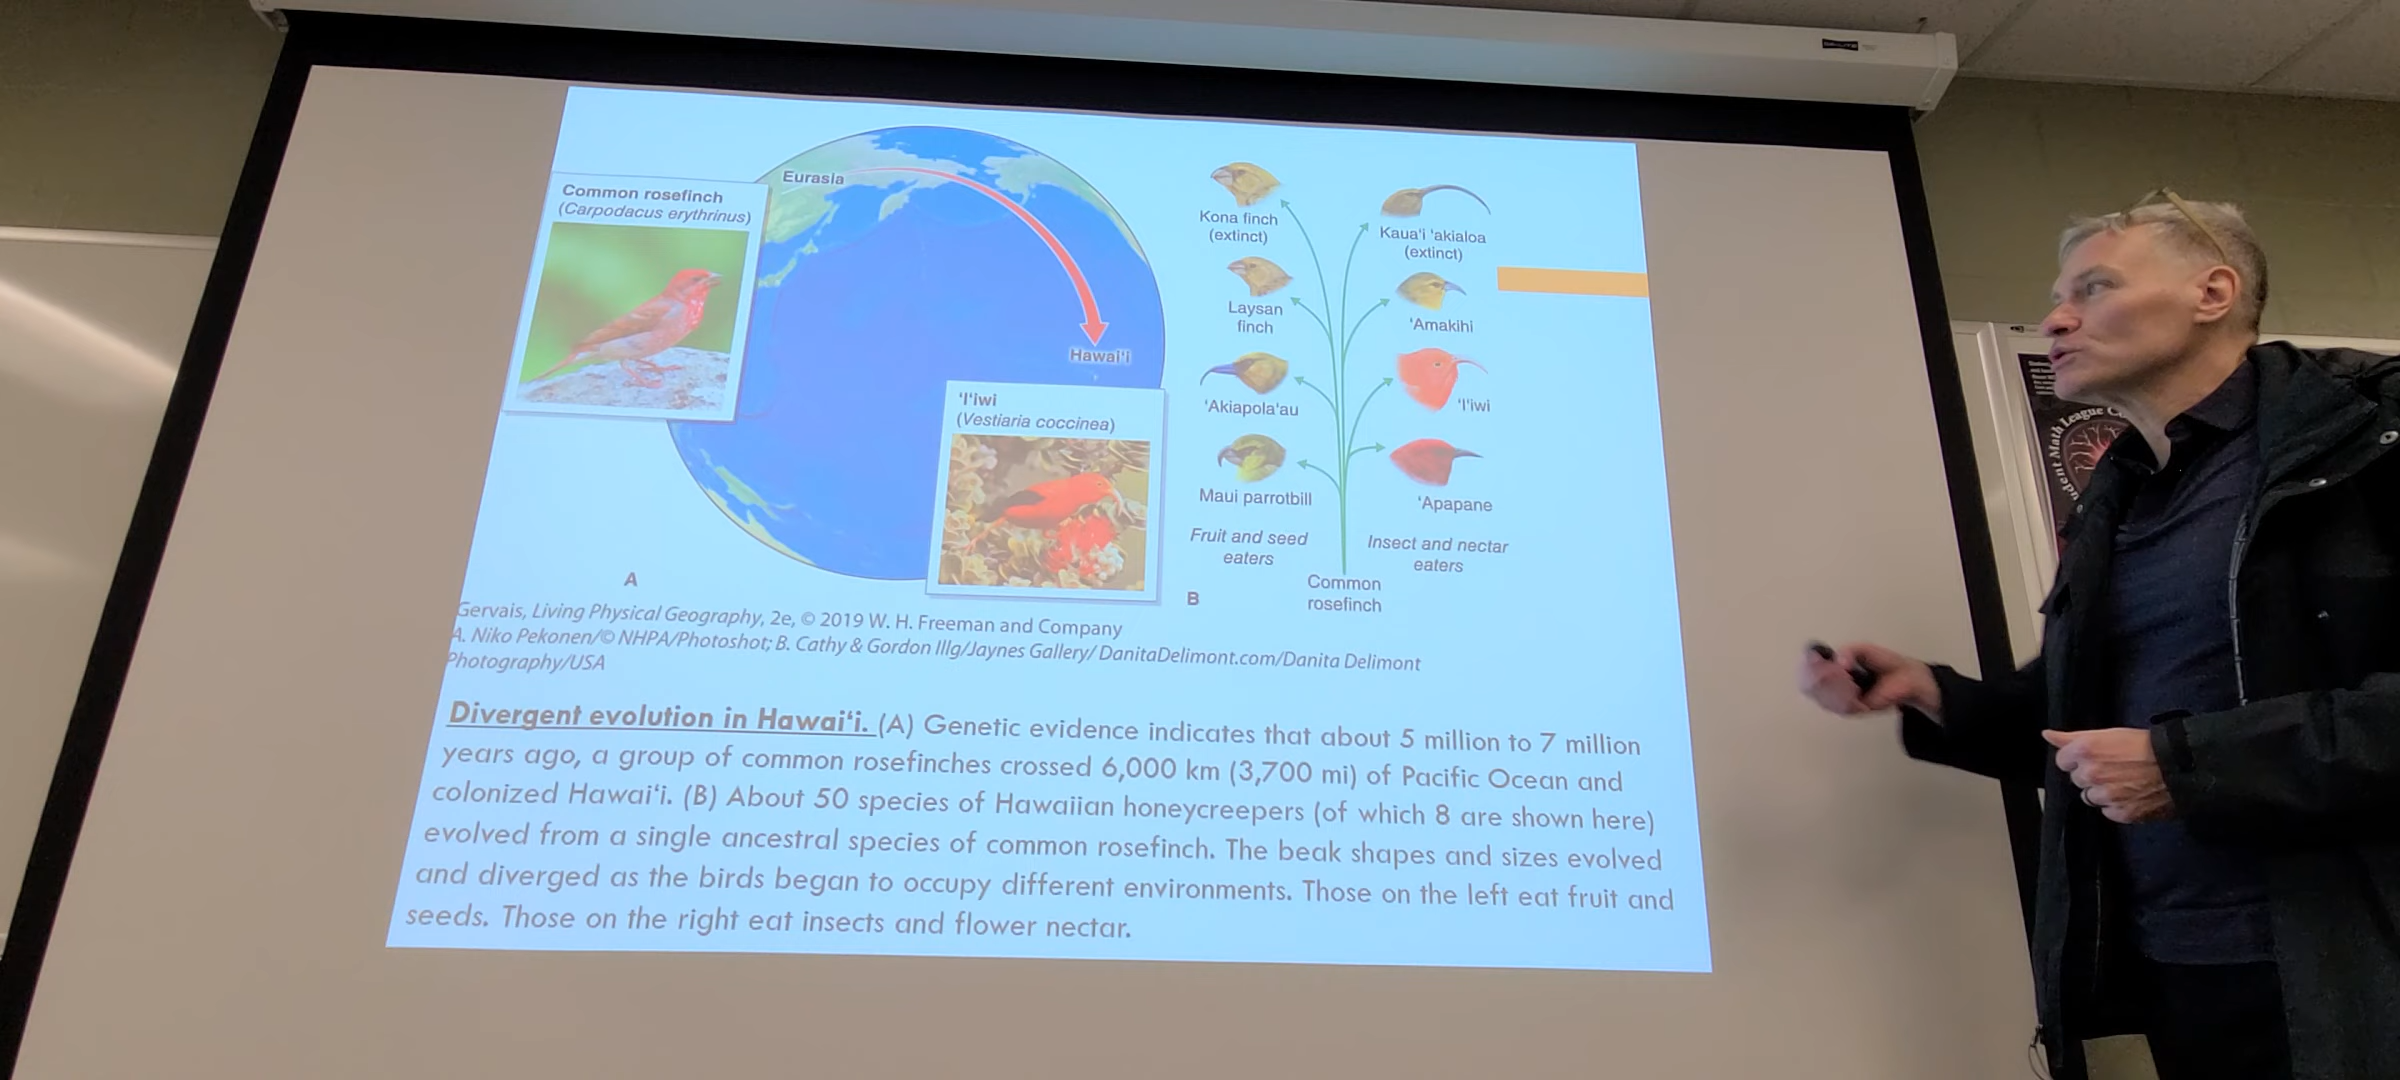 Common rosefinch
(Carpodacus erythrinus)
Eurasia
Hawai‘i
‘I‘iwi
(Vestiaria coccinea)
A
Kona finch
(extinct)
Kaua‘i ‘akialoa
(extinct)
Laysan
finch
‘Amakihi
‘Akiapola‘au
‘I‘iwi
Maui parrotbill
‘Apapane
Fruit and seed
eaters
Insect and nectar
eaters
Common
rosefinch
B
Gervais, Living Physical Geography, 2e, © 2019 W. H. Freeman and Company
A. Niko Pekonen/© NHPA/Photoshot; B. Cathy & Gordon Illg/Jaynes Gallery/ DanitaDelimont.com/Danita Delimont
Photography/USA
Divergent evolution in Hawai‘i. (A) Genetic evidence indicates that about 5 million to 7 million
years ago, a group of common rosefinches crossed 6,000 km (3,700 mi) of Pacific Ocean and
colonized Hawai‘i. (B) About 50 species of Hawaiian honeycreepers (of which 8 are shown here)
evolved from a single ancestral species of common rosefinch. The beak shapes and sizes evolved
and diverged as the birds began to occupy different environments. Those on the left eat fruit and
seeds. Those on the right eat insects and flower nectar.
Math League